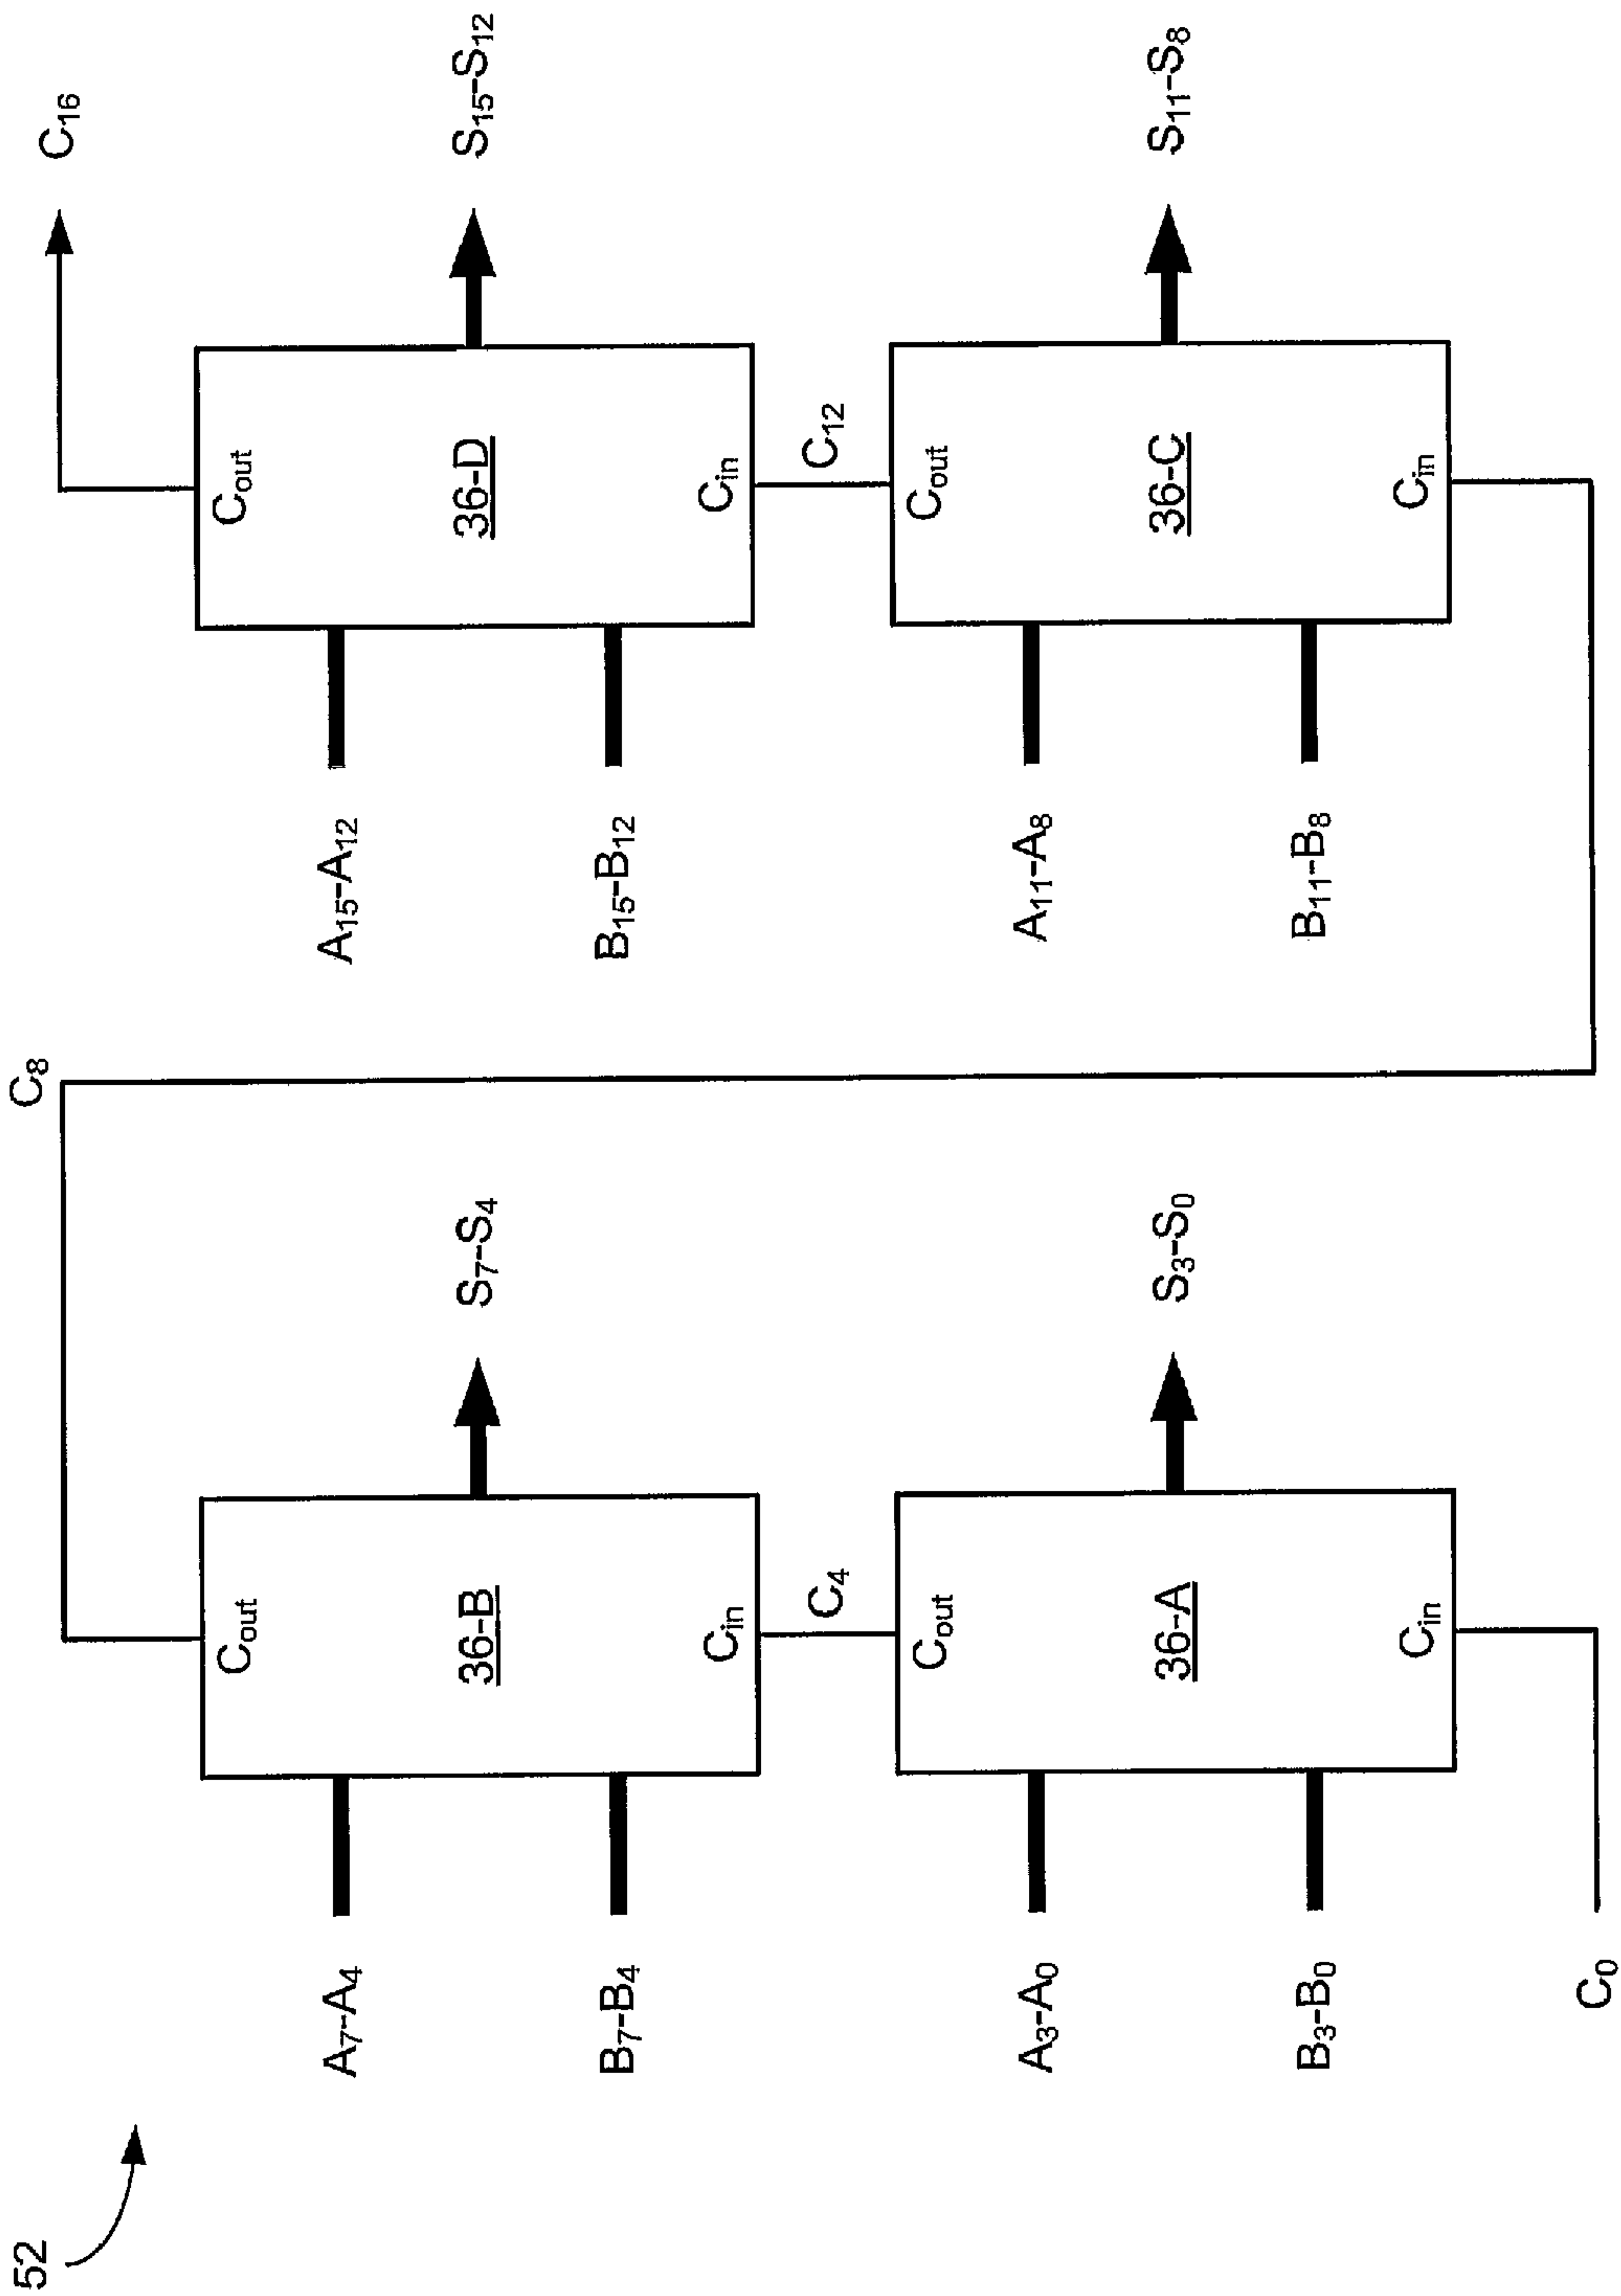 52
A₇-A₄
B₇-B₄
A₃-A₀
B₃-B₀
C₀
Cout
36-B
Cin
C₄
Cout
36-A
Cin
S₇-S₄
S₃-S₀
C₈
A₁₅-A₁₂
B₁₅-B₁₂
A₁₁-A₈
B₁₁-B₈
Cout
36-D
Cin
C₁₂
Cout
36-C
Cin
C₁₆
S₁₅-S₁₂
S₁₁-S₈